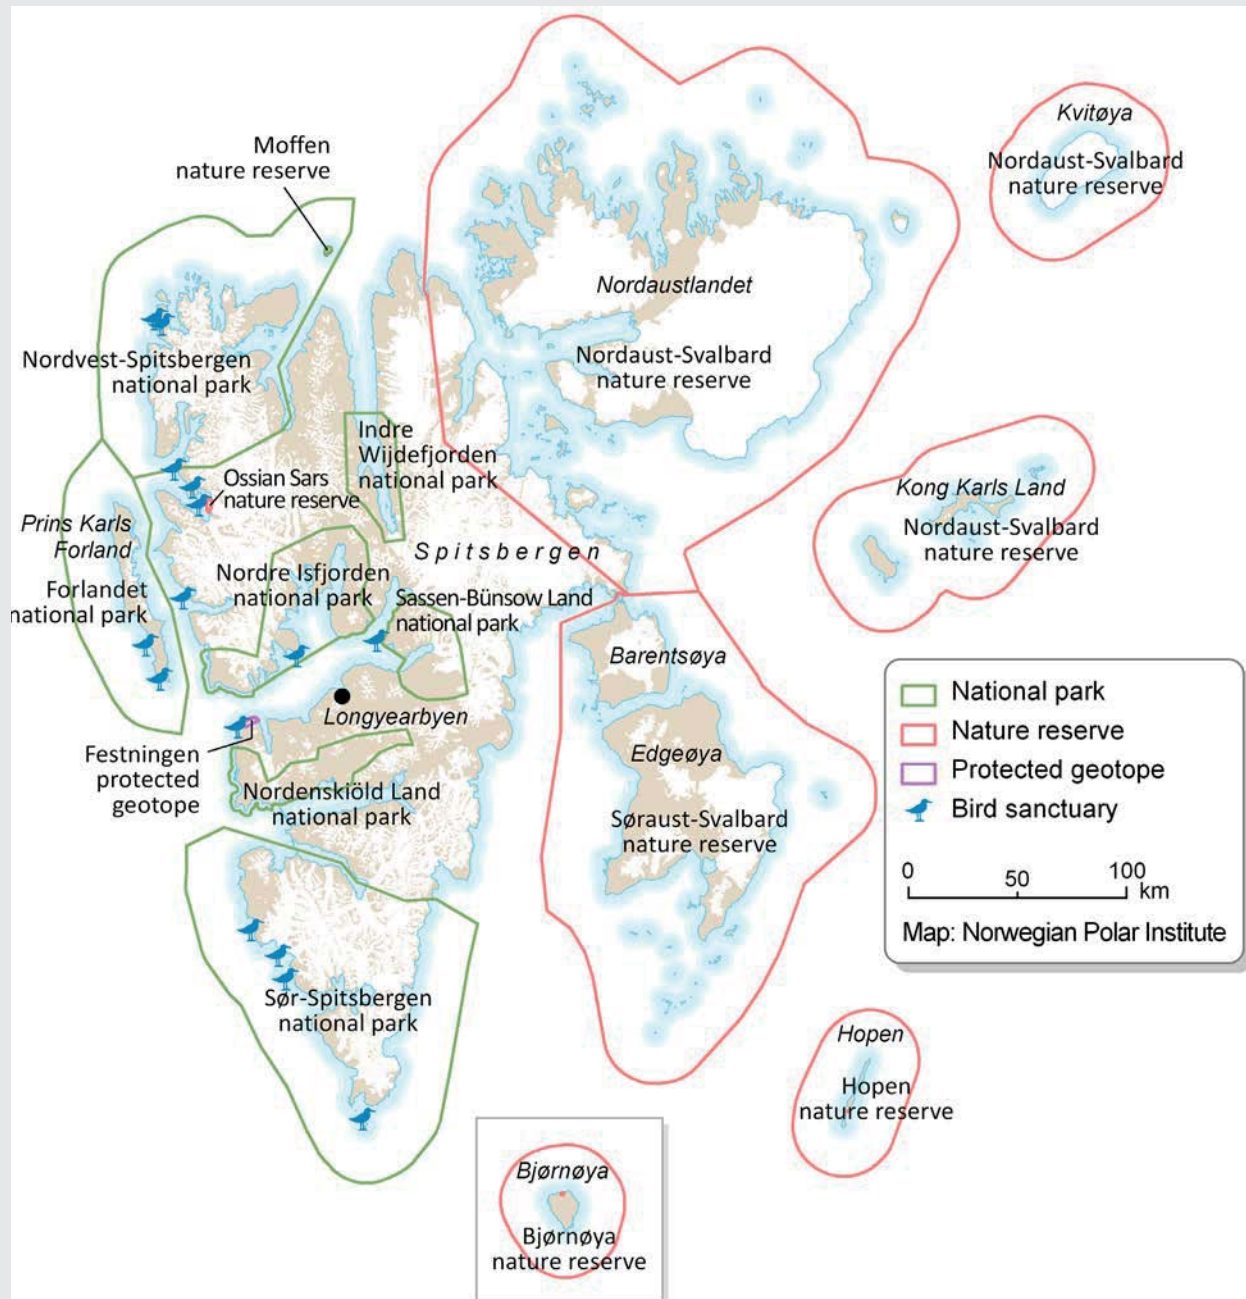 Kvitøya
Nordaust-Svalbard
nature reserve
Moffen
nature reserve
Nordaustlandet
Nordaust-Svalbard
nature reserve
Nordvest-Spitsbergen
national park
Indre
Wijdefjorden
national park
Ossian Sars
nature reserve
Kong Karls Land
Nordaust-Svalbard
nature reserve
Prins Karls
Forland
Forlandet
national park
Spitsbergen
Nordre Isfjorden
national park
Sassen-Bünsow Land
national park
Barentsøya
Longyearbyen
Festningen
protected
geotope
Edgeøya
Nordenskiöld Land
national park
Søraust-Svalbard
nature reserve
National park
Nature reserve
Protected geotope
Bird sanctuary
0 50 100
km
Map: Norwegian Polar Institute
Sør-Spitsbergen
national park
Hopen
Hopen
nature reserve
Bjørnøya
Bjørnøya
nature reserve